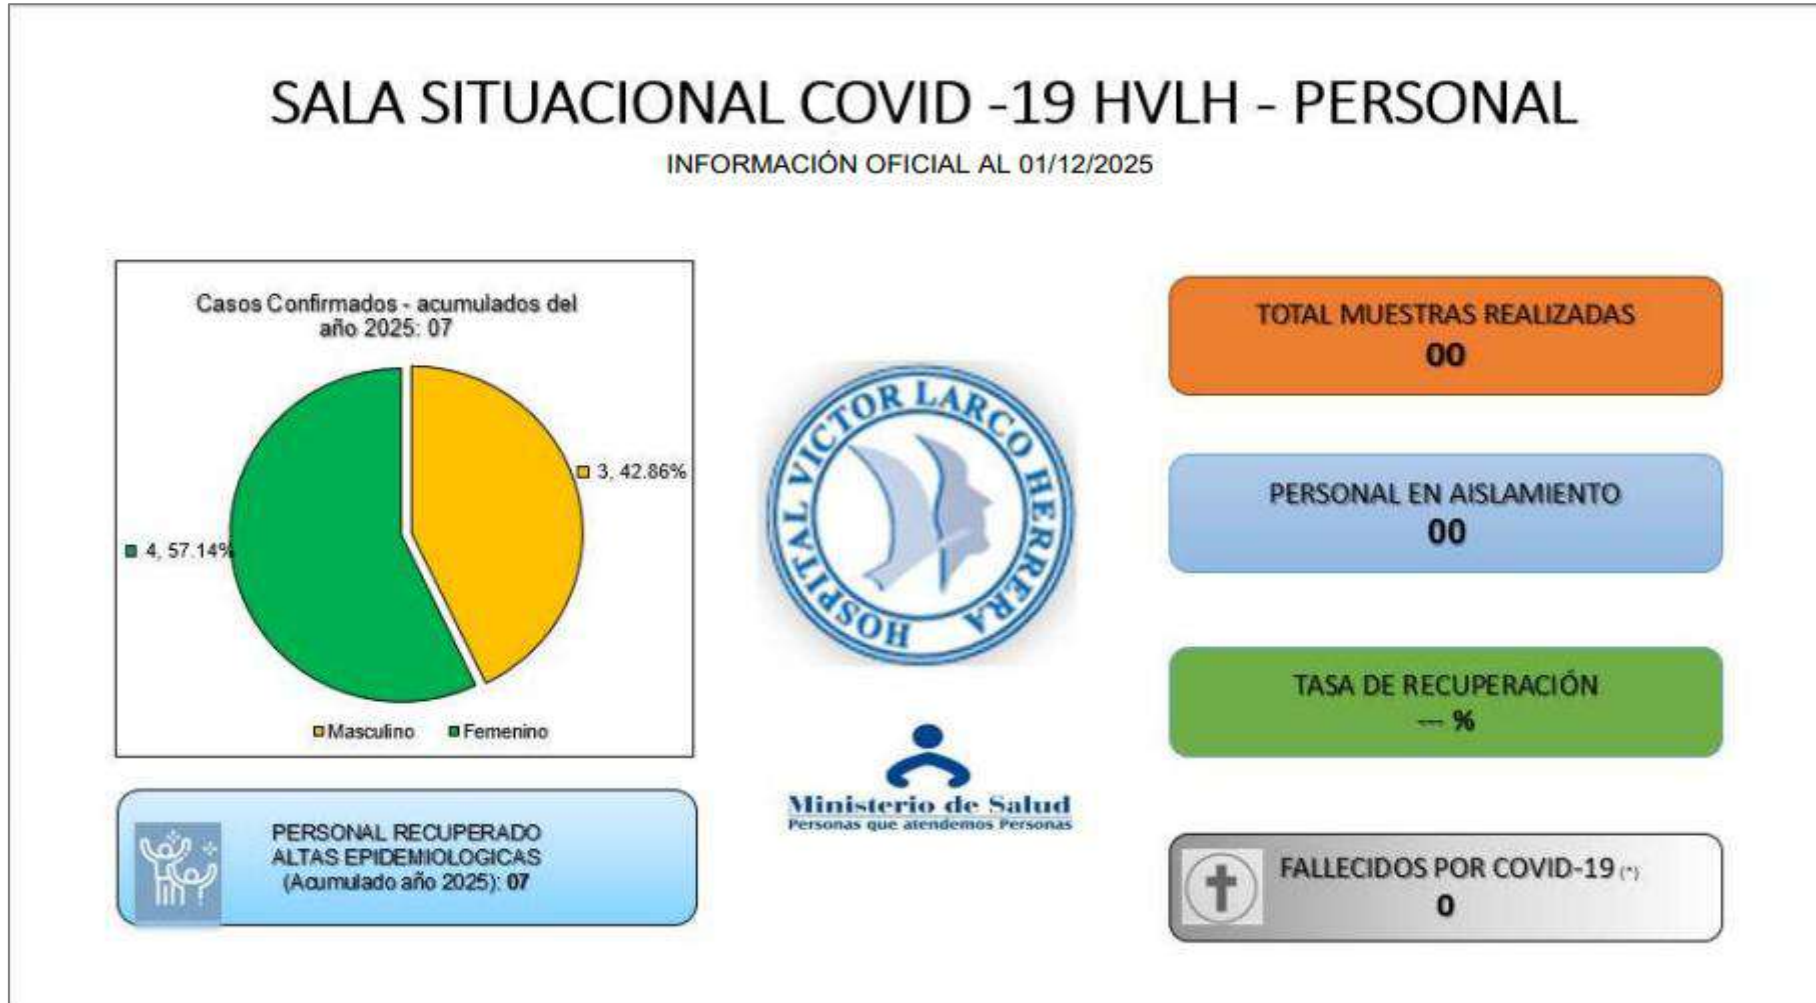 SALA SITUACIONAL COVID -19 HVLH - PERSONAL
INFORMACIÓN OFICIAL AL 01/12/2025
Casos Confirmados - acumulados del
año 2025: 07
3, 42.86%
4, 57.14%
Masculino
Femenino
PERSONAL RECUPERADO
ALTAS EPIDEMIOLOGICAS
(Acumulado año 2025): 07
HOSPITAL VICTOR LARCO HERRERA
Ministerio de Salud
Personas que atendemos Personas
TOTAL MUESTRAS REALIZADAS
00
PERSONAL EN AISLAMIENTO
00
TASA DE RECUPERACIÓN
--- %
FALLECIDOS POR COVID-19 (*)
0